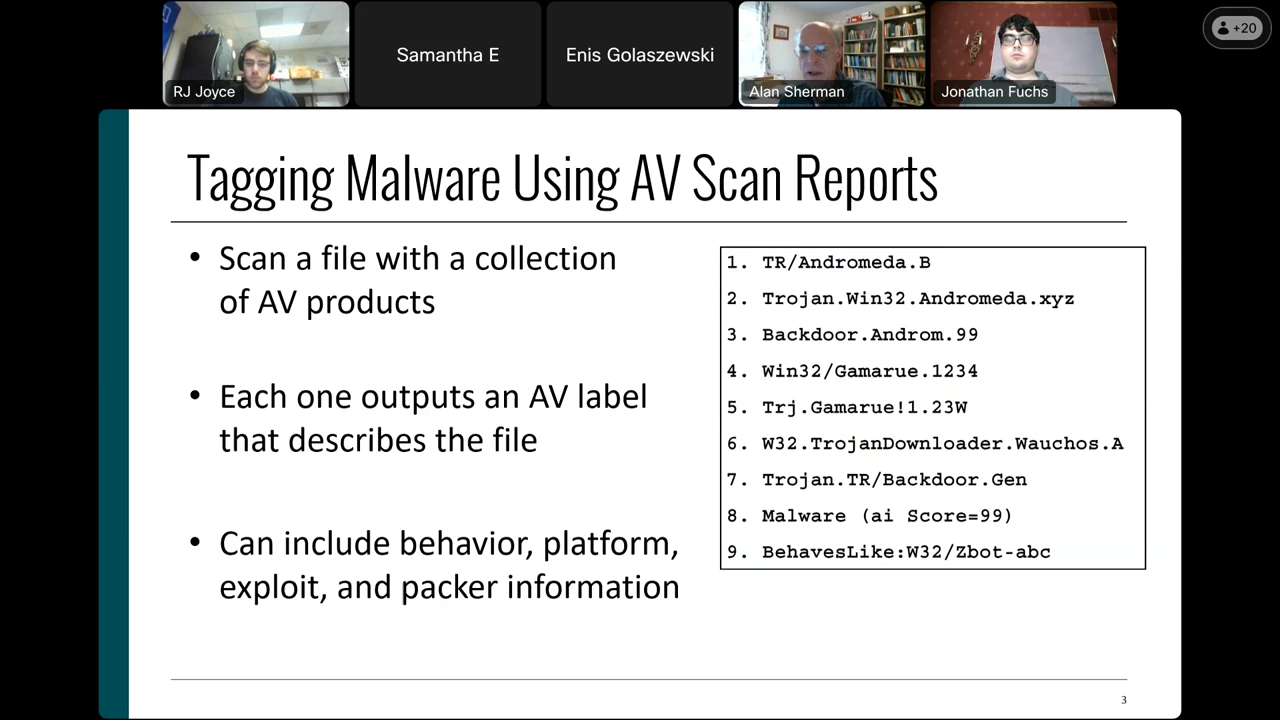 RJ Joyce
Samantha E
Enis Golaszewski
Alan Sherman
Jonathan Fuchs
+20
Tagging Malware Using AV Scan Reports
• Scan a file with a collection
of AV products
• Each one outputs an AV label
that describes the file
• Can include behavior, platform,
exploit, and packer information
1. TR/Andromeda.B
2. Trojan.Win32.Andromeda.xyz
3. Backdoor.Androm.99
4. Win32/Gamarue.1234
5. Trj.Gamarue!1.23W
6. W32.TrojanDownloader.Wauchos.A
7. Trojan.TR/Backdoor.Gen
8. Malware (ai Score=99)
9. BehavesLike:W32/Zbot-abc
3